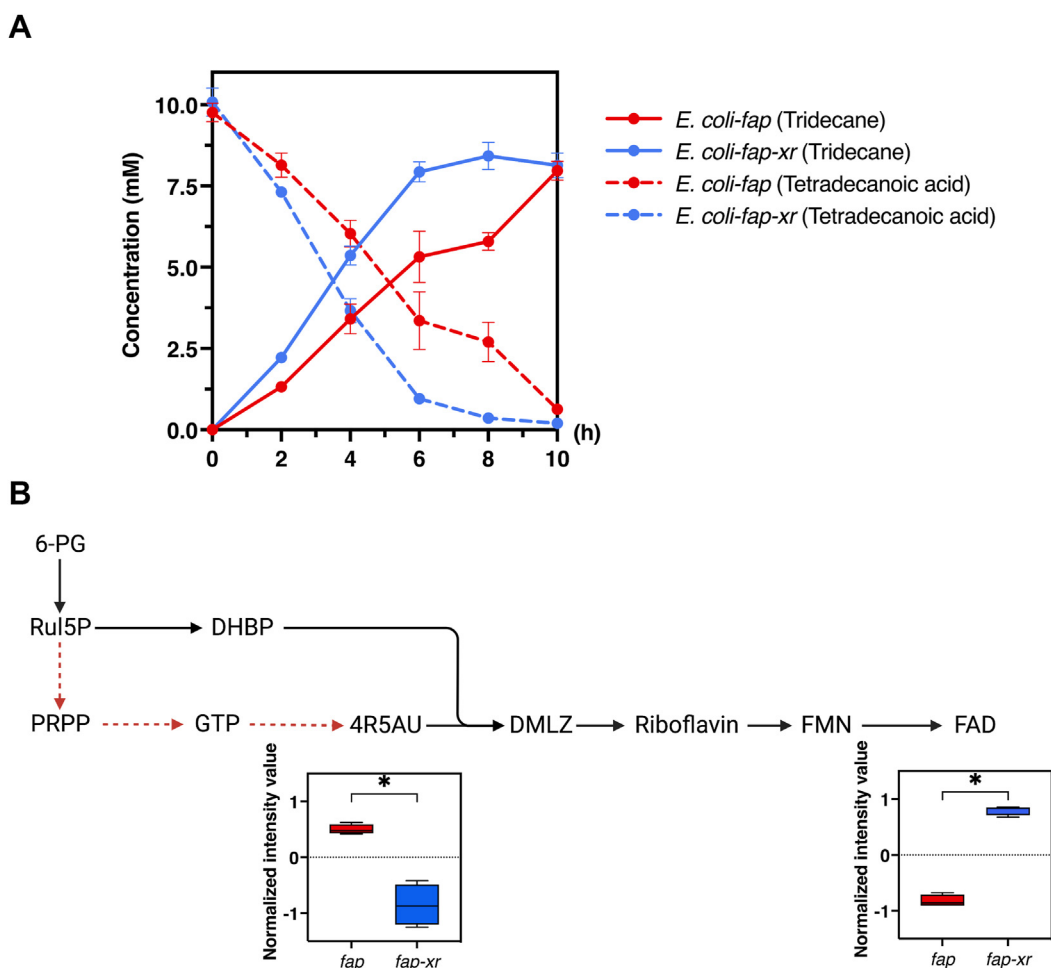 A
Concentration (mM)
10.0
7.5
5.0
2.5
0.0
0 2 4 6 8 10 (h)
E. coli-fap (Tridecane)
E. coli-fap-xr (Tridecane)
E. coli-fap (Tetradecanoic acid)
E. coli-fap-xr (Tetradecanoic acid)
B
6-PG
Rul5P DHBP
PRPP GTP 4R5AU DMLZ Riboflavin FMN FAD
Normalized intensity value
1
0
-1
*
fap fap-xr
Normalized intensity value
1
0
-1
*
fap fap-xr